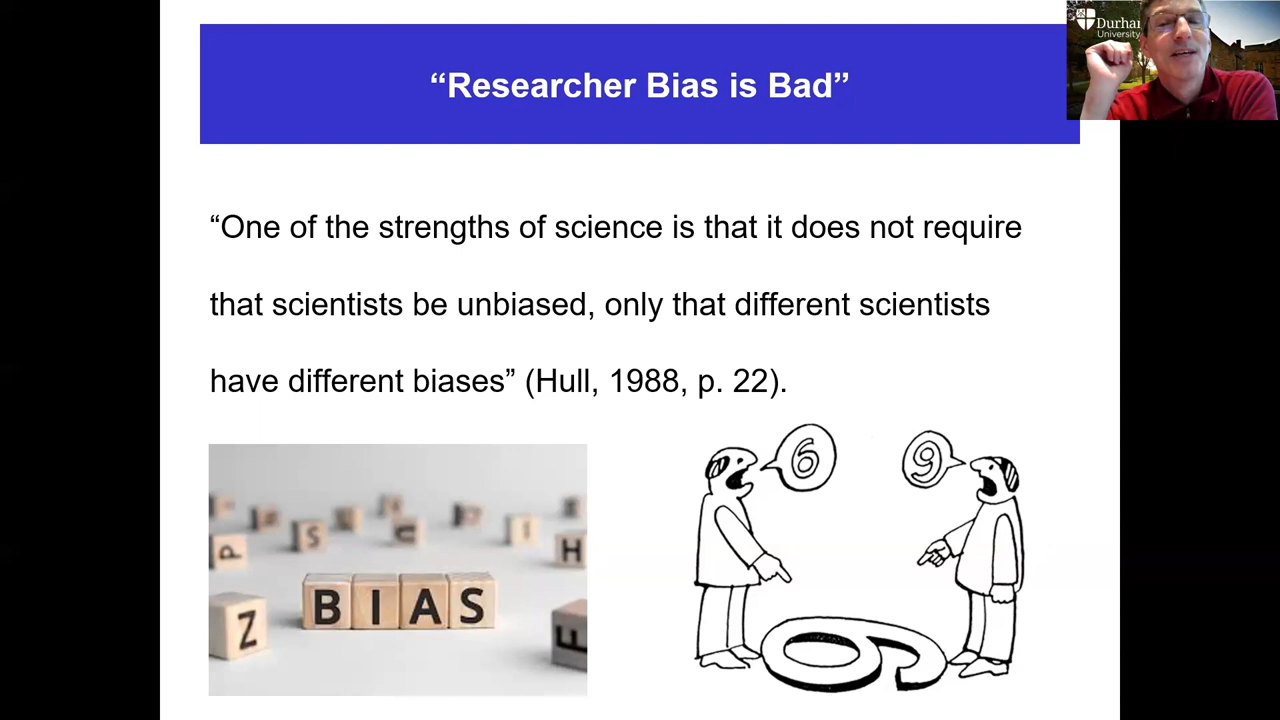 “Researcher Bias is Bad”
Durha
University
“One of the strengths of science is that it does not require
that scientists be unbiased, only that different scientists
have different biases” (Hull, 1988, p. 22).
6
9
P
S
H
BIAS
Z